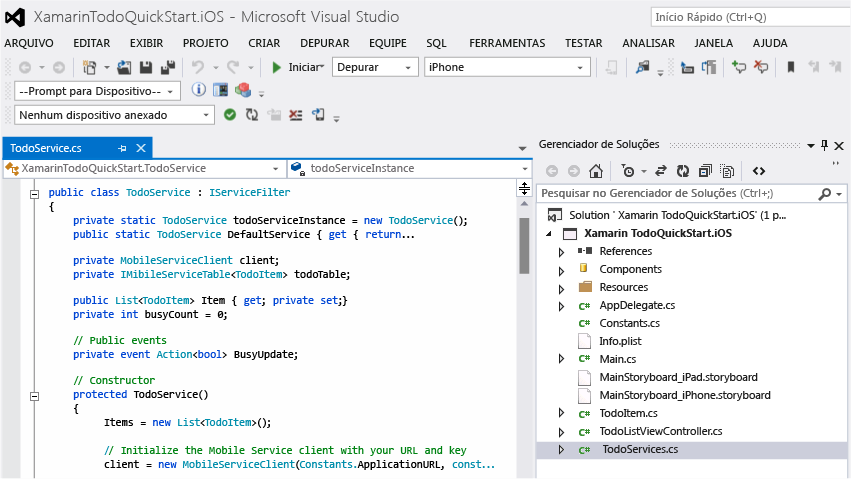 XamarinTodoQuickStart.iOS - Microsoft Visual Studio
Início Rápido (Ctrl+Q)
ARQUIVO EDITAR EXIBIR PROJETO CRIAR DEPURAR EQUIPE SQL FERRAMENTAS TESTAR ANALISAR JANELA AJUDA
Iniciar Depurar iPhone
--Prompt para Dispositivo--
Nenhum dispositivo anexado
TodoService.cs
XamarinTodoQuickStart.TodoService
todoServiceInstance
public class TodoService : IServiceFilter
{
private static TodoService todoServiceInstance = new TodoService();
public static TodoService DefaultService { get { return...
private MobileServiceClient client;
private IMibileServiceTable<TodoItem> todoTable;
public List<TodoItem> Item { get; private set;}
private int busyCount = 0;
// Public events
private event Action<bool> BusyUpdate;
// Constructor
protected TodoService()
{
Items = new List<TodoItem>();
// Initialize the Mobile Service client with your URL and key
client = new MobileServiceClient(Constants.ApplicationURL, const...
Gerenciador de Soluções
Pesquisar no Gerenciador de Soluções (Ctrl+;)
Solution ' Xamarin TodoQuickStart.iOS' (1 p...
Xamarin TodoQuickStart.iOS
References
Components
Resources
C# AppDelegate.cs
C# Constants.cs
Info.plist
C# Main.cs
MainStoryboard_iPad.storyboard
MainStoryboard_iPhone.storyboard
C# TodoItem.cs
C# TodoListViewController.cs
C# TodoServices.cs